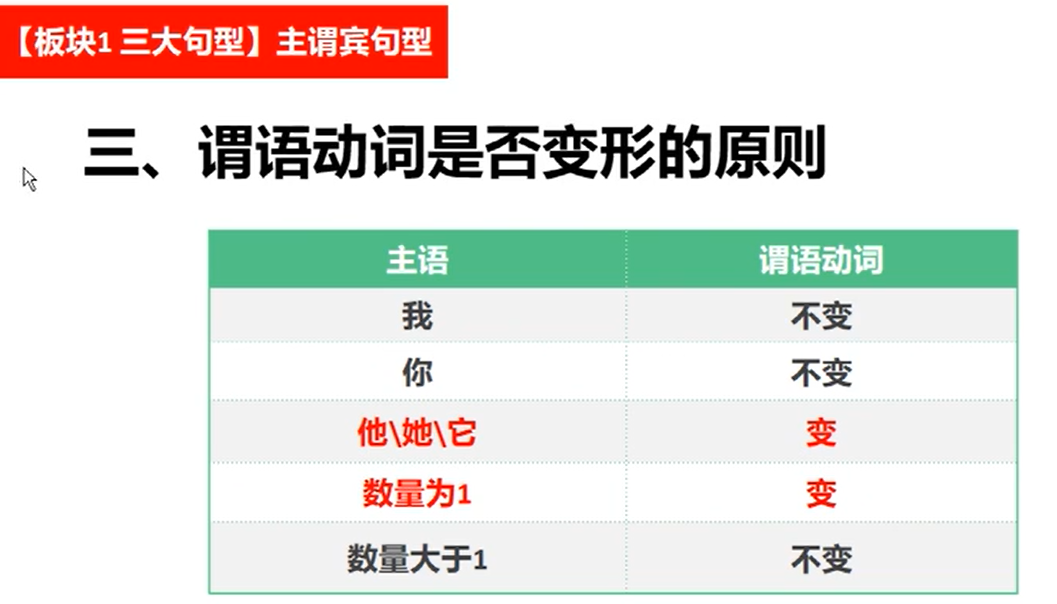 【板块1 三大句型】主谓宾句型
三、谓语动词是否变形的原则
主语 谓语动词
我 不变
你 不变
他\她\它 变
数量为1 变
数量大于1 不变